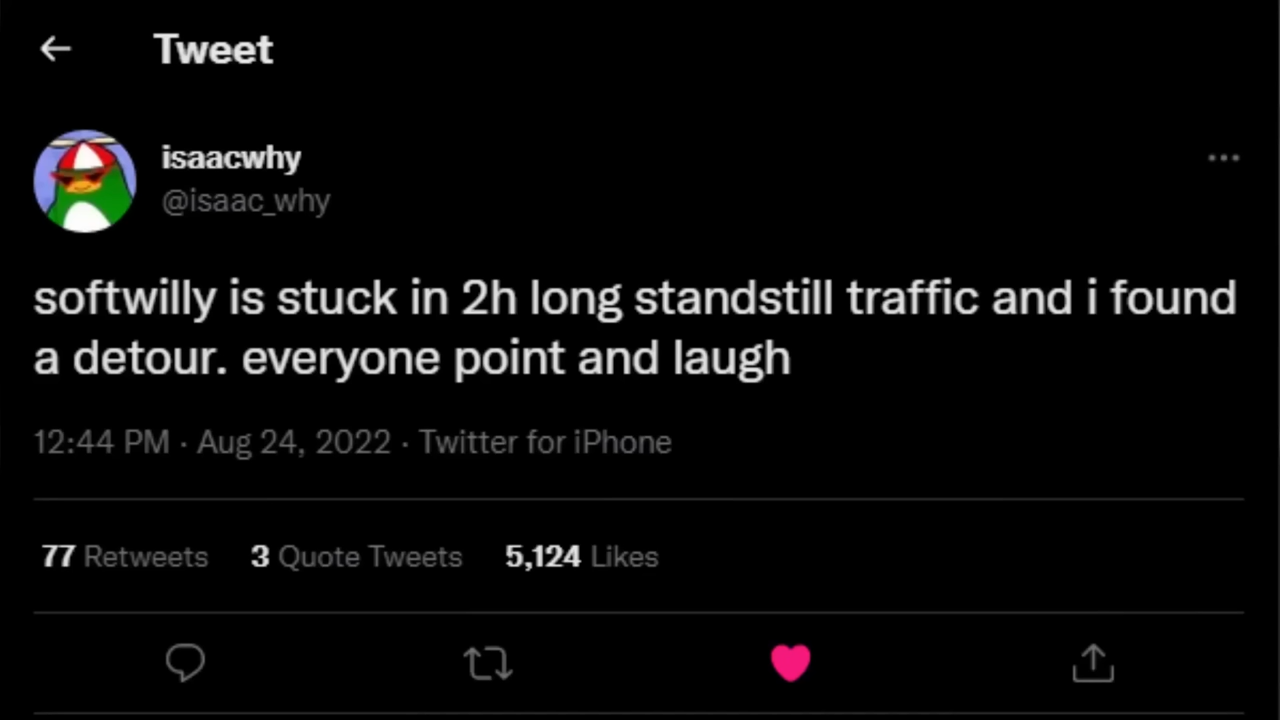 Tweet
isaacwhy
@isaac_why
softwilly is stuck in 2h long standstill traffic and i found
a detour. everyone point and laugh
12:44 PM · Aug 24, 2022 · Twitter for iPhone
77 Retweets 3 Quote Tweets 5,124 Likes